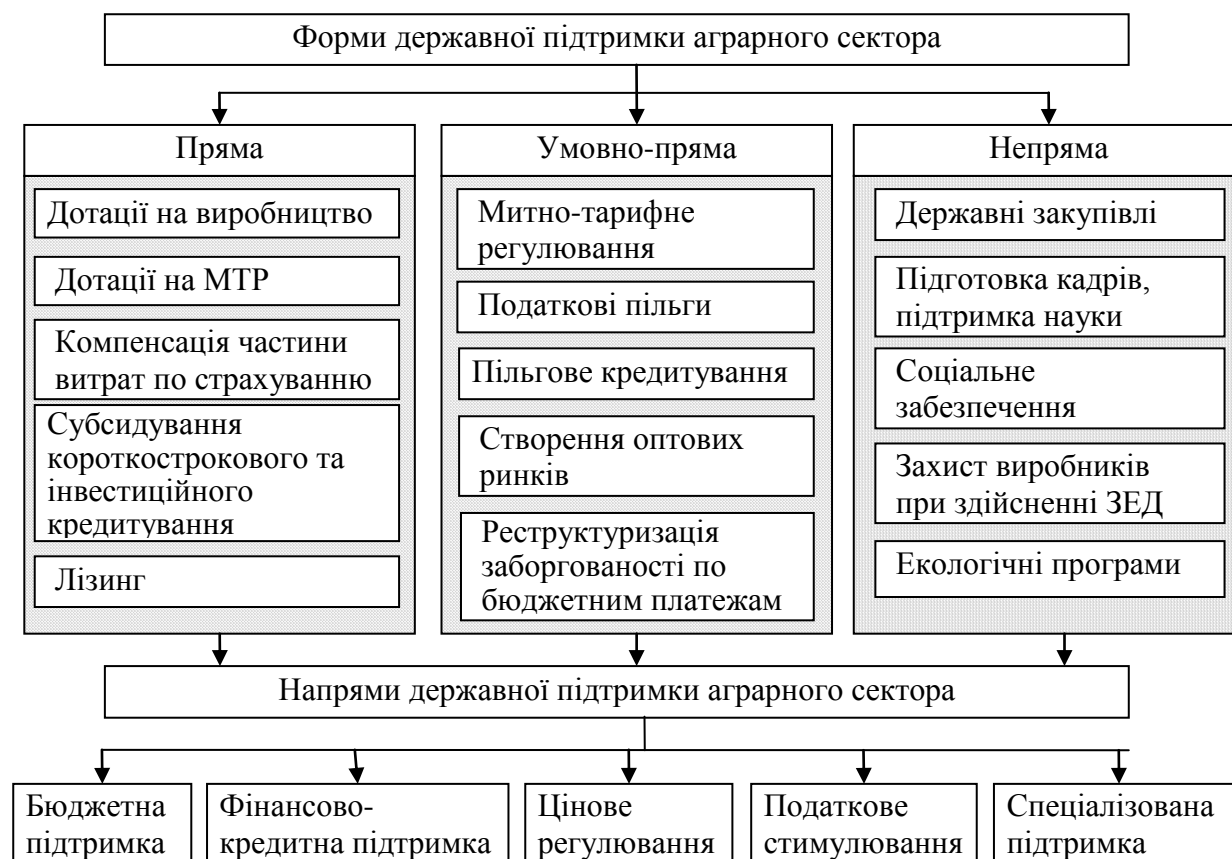 Форми державної підтримки аграрного сектора
Пряма
Дотації на виробництво
Дотації на МТР
Компенсація частини
витрат по страхуванню
Субсидування
короткострокового та
інвестиційного
кредитування
Лізинг
Умовно-пряма
Митно-тарифне
регулювання
Податкові пільги
Пільгове кредитування
Створення оптових
ринків
Реструктуризація
заборгованості по
бюджетним платежам
Непряма
Державні закупівлі
Підготовка кадрів,
підтримка науки
Соціальне
забезпечення
Захист виробників
при здійсненні ЗЕД
Екологічні програми
Напрями державної підтримки аграрного сектора
Бюджетна
підтримка
Фінансово-
кредитна підтримка
Цінове
регулювання
Податкове
стимулювання
Спеціалізована
підтримка